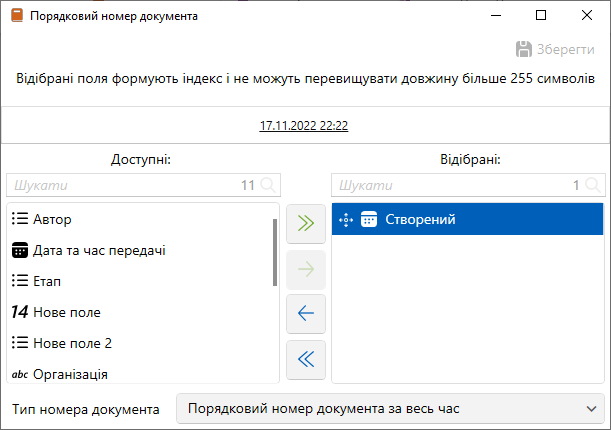 Порядковий номер документа
Зберегти
Відібрані поля формують індекс і не можуть перевищувати довжину більше 255 символів
17.11.2022 22:22
Доступні:
Відібрані:
Шукати 11
Шукати 1
Автор
Дата та час передачі
Етап
14 Нове поле
Нове поле 2
abc Організація
Створений
Тип номера документа
Порядковий номер документа за весь час